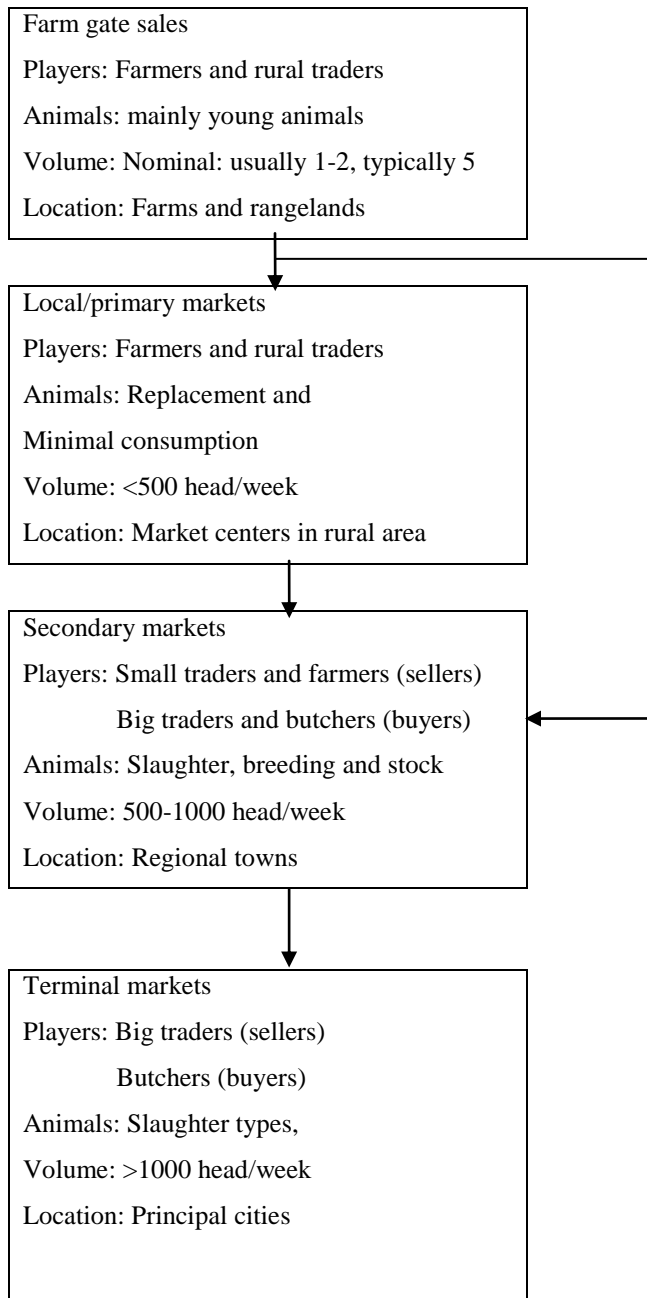 Farm gate sales
Players: Farmers and rural traders
Animals: mainly young animals
Volume: Nominal: usually 1-2, typically 5
Location: Farms and rangelands
Local/primary markets
Players: Farmers and rural traders
Animals: Replacement and
Minimal consumption
Volume: <500 head/week
Location: Market centers in rural area
Secondary markets
Players: Small traders and farmers (sellers)
Big traders and butchers (buyers)
Animals: Slaughter, breeding and stock
Volume: 500-1000 head/week
Location: Regional towns
Terminal markets
Players: Big traders (sellers)
Butchers (buyers)
Animals: Slaughter types,
Volume: >1000 head/week
Location: Principal cities